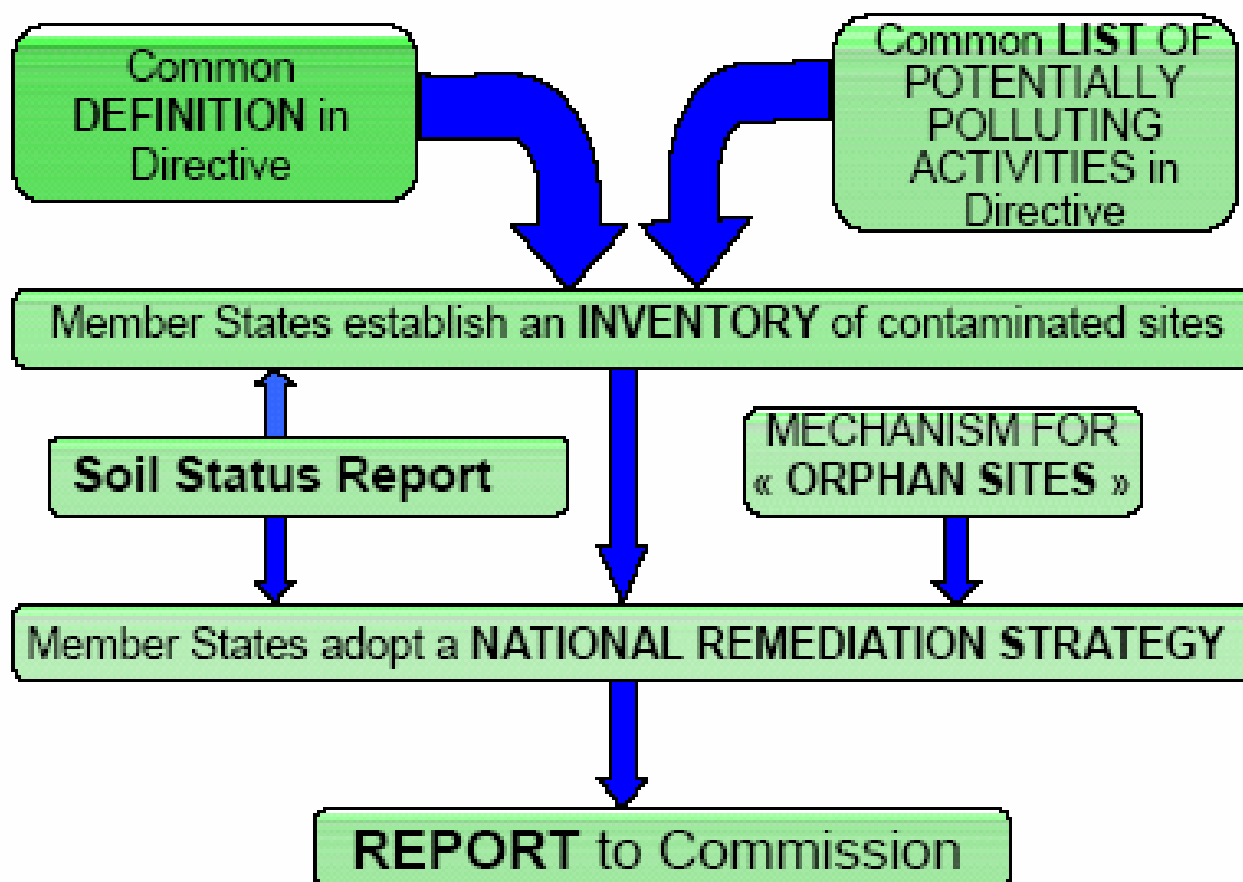 Common
DEFINITION in
Directive
Common LIST OF
POTENTIALLY
POLLUTING
ACTIVITIES in
Directive
Member States establish an INVENTORY of contaminated sites
Soil Status Report
MECHANISM FOR
« ORPHAN SITES »
Member States adopt a NATIONAL REMEDIATION STRATEGY
REPORT to Commission